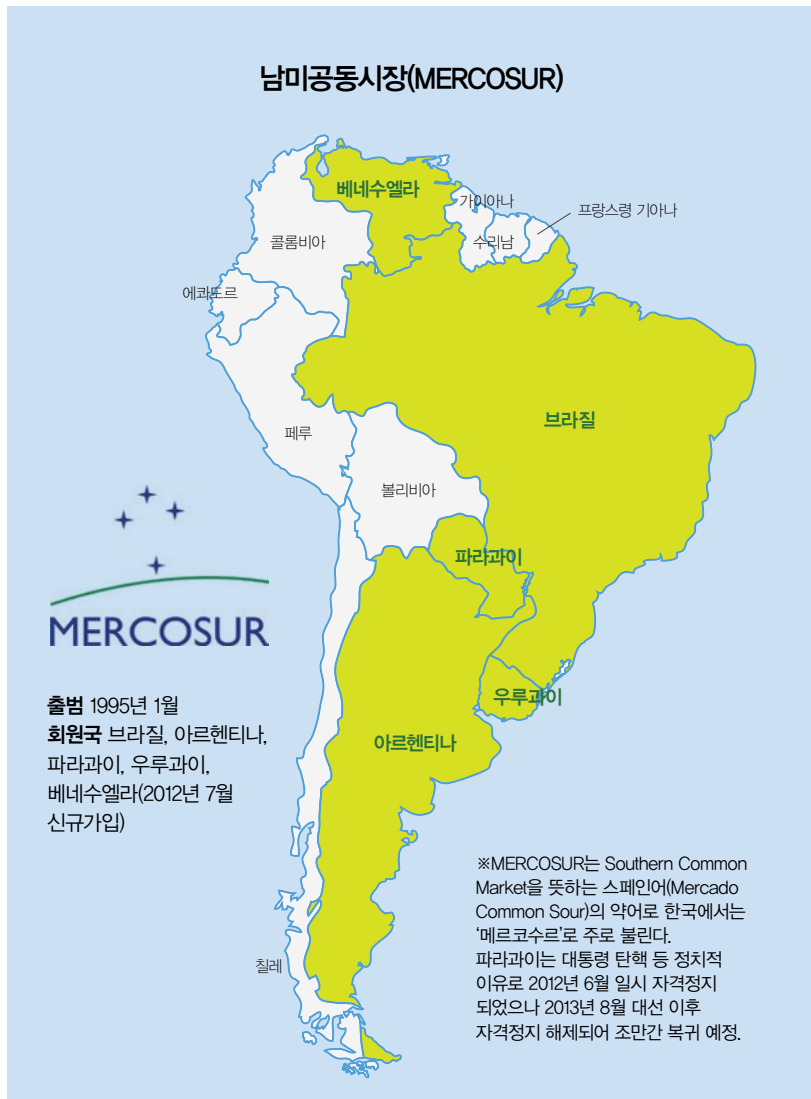 남미공동시장(MERCOSUR)
베네수엘라
가이아나
프랑스령 기아나
콜롬비아
수리남
에콰도르
브라질
페루
볼리비아
파라과이
MERCOSUR
우루과이
출범 1995년 1월
회원국 브라질, 아르헨티나,
파라과이, 우루과이,
베네수엘라(2012년 7월
신규가입)
아르헨티나
※MERCOSUR는 Southern Common
Market을 뜻하는 스페인어(Mercado
Common Sour)의 약어로 한국에서는
‘메르코수르’로 주로 불린다.
파라과이는 대통령 탄핵 등 정치적
이유로 2012년 6월 일시 자격정지
되었으나 2013년 8월 대선 이후
자격정지 해제되어 조만간 복귀 예정.
칠레